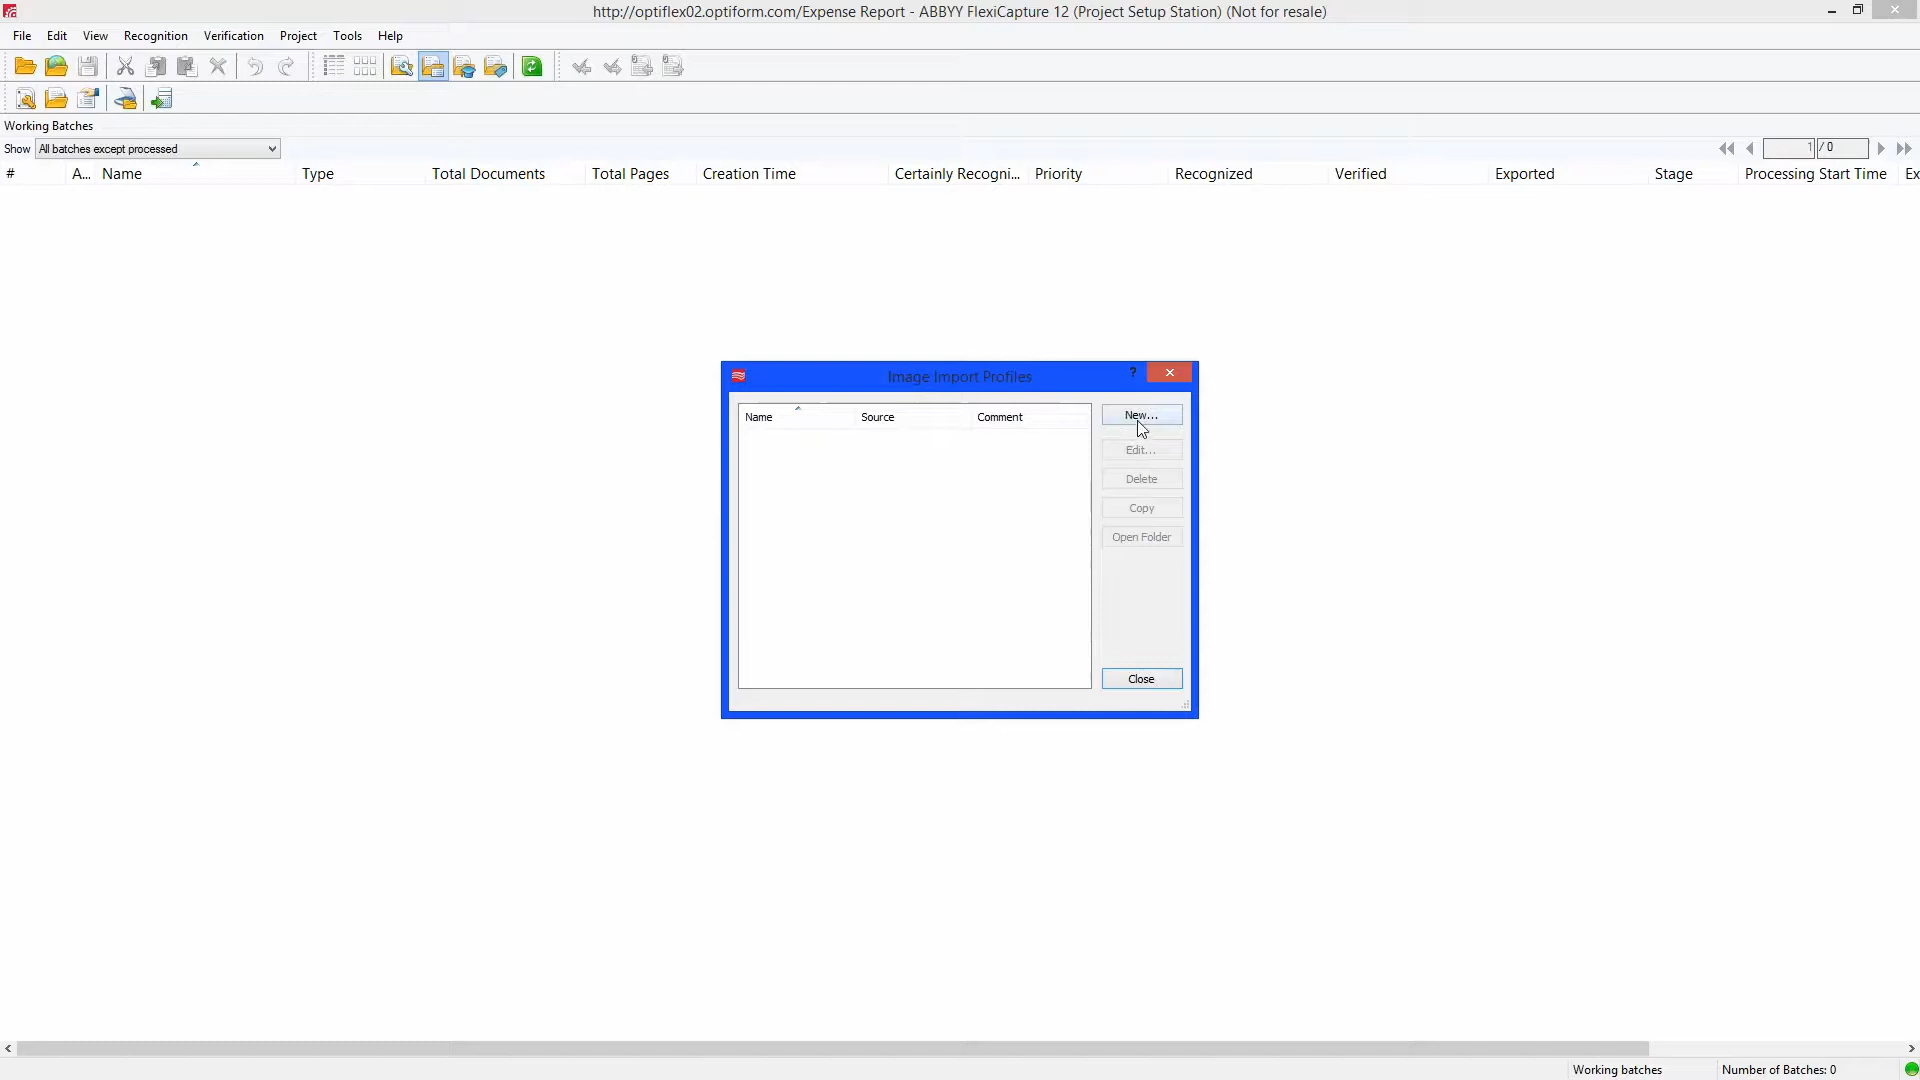 http://optiflex02.optiform.com/Expense Report - ABBYY FlexiCapture 12 (Project Setup Station) (Not for resale)
File Edit View Recognition Verification Project Tools Help
Working Batches
Show All batches except processed 1 / 0
# A... Name Type Total Documents Total Pages Creation Time Certainly Recogni... Priority Recognized Verified Exported Stage Processing Start Time Ex
Image Import Profiles ?
Name Source Comment New...
Edit...
Delete
Copy
Open Folder
Close
Working batches Number of Batches: 0